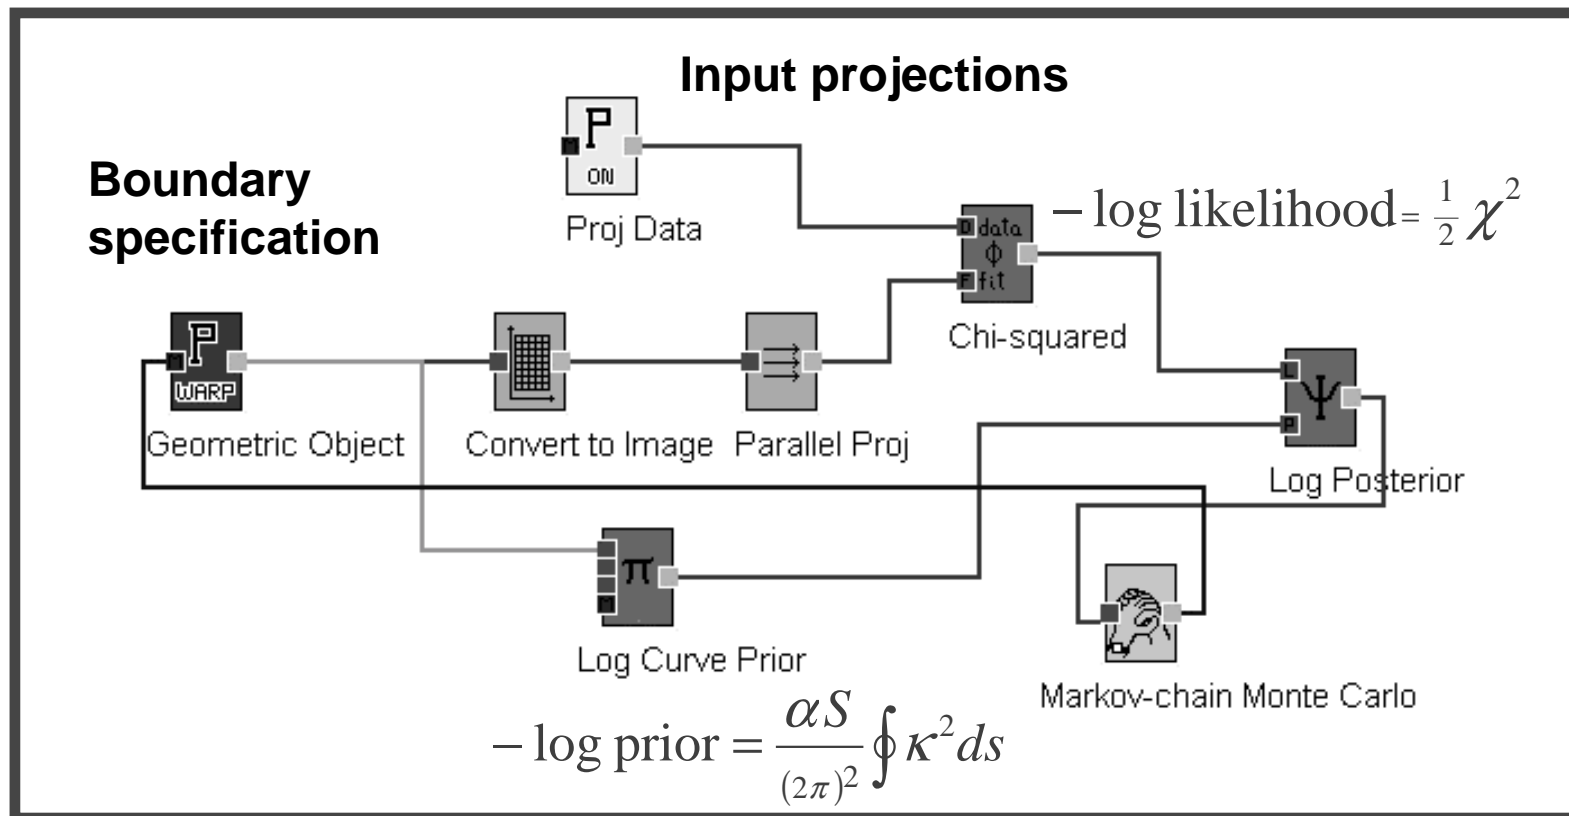 Input projections
P
M
ON
Proj Data
Boundary
specification
− log likelihood = 1/2 χ²
D data
Φ
F fit
Chi-squared
P
M
WARP
Geometric Object
Convert to Image
Parallel Proj
L
Ψ
P
Log Posterior
π
M
Log Curve Prior
Markov-chain Monte Carlo
− log prior = αS/(2π)² ∮ κ² ds